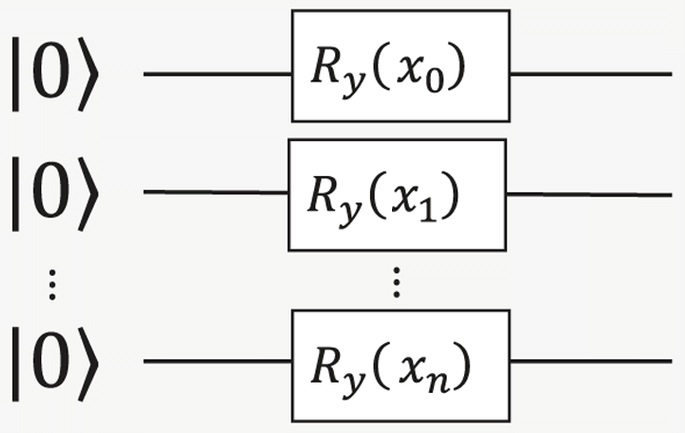 |0⟩ R_y(x_0)
|0⟩ R_y(x_1)
⋮ ⋮
|0⟩ R_y(x_n)